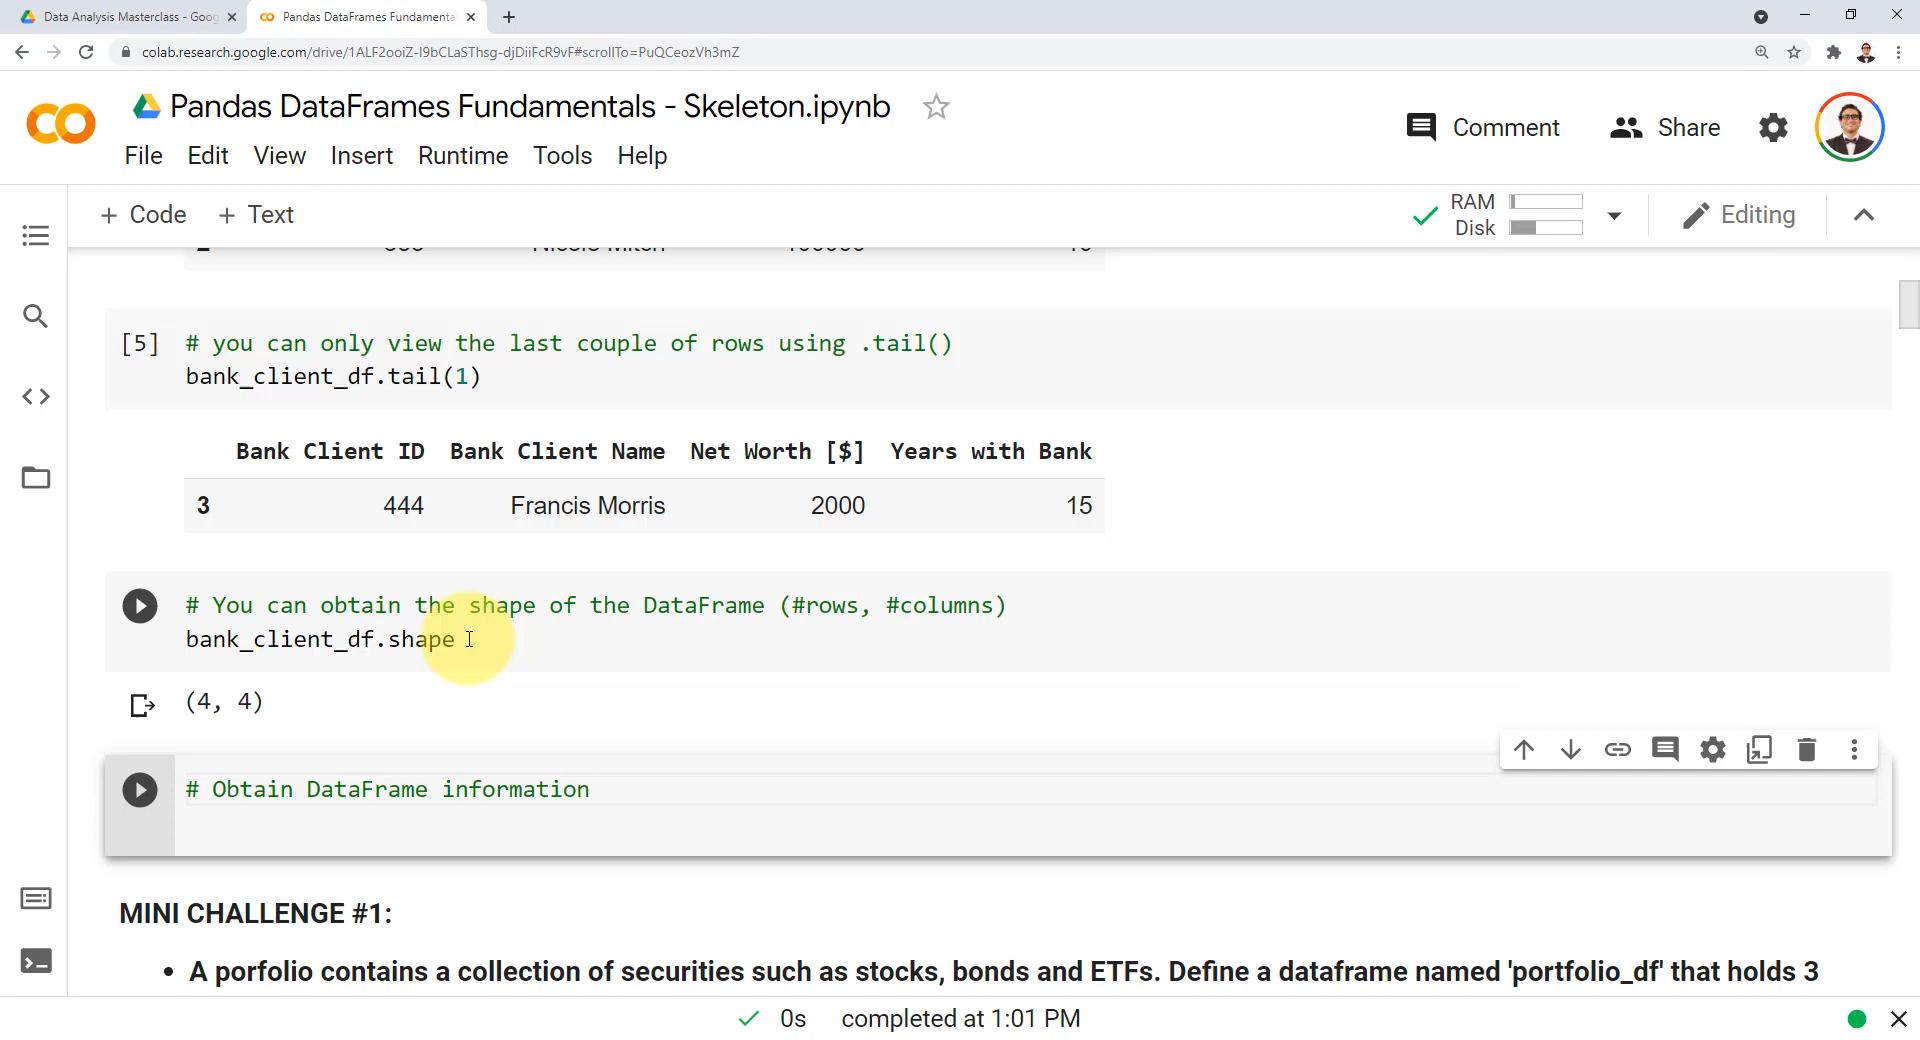 Data Analysis Masterclass - Goog
Pandas DataFrames Fundamenta
colab.research.google.com/drive/1ALF2ooiZ-I9bCLaSThsg-djDiiFcR9vF#scrollTo=PuQCeozVh3mZ
Pandas DataFrames Fundamentals - Skeleton.ipynb
Comment
Share
File Edit View Insert Runtime Tools Help
+ Code + Text
RAM
Disk
Editing
[5] # you can only view the last couple of rows using .tail()
bank_client_df.tail(1)
Bank Client ID Bank Client Name Net Worth [$] Years with Bank
3 444 Francis Morris 2000 15
# You can obtain the shape of the DataFrame (#rows, #columns)
bank_client_df.shape
(4, 4)
# Obtain DataFrame information
MINI CHALLENGE #1:
• A porfolio contains a collection of securities such as stocks, bonds and ETFs. Define a dataframe named 'portfolio_df' that holds 3
0s completed at 1:01 PM